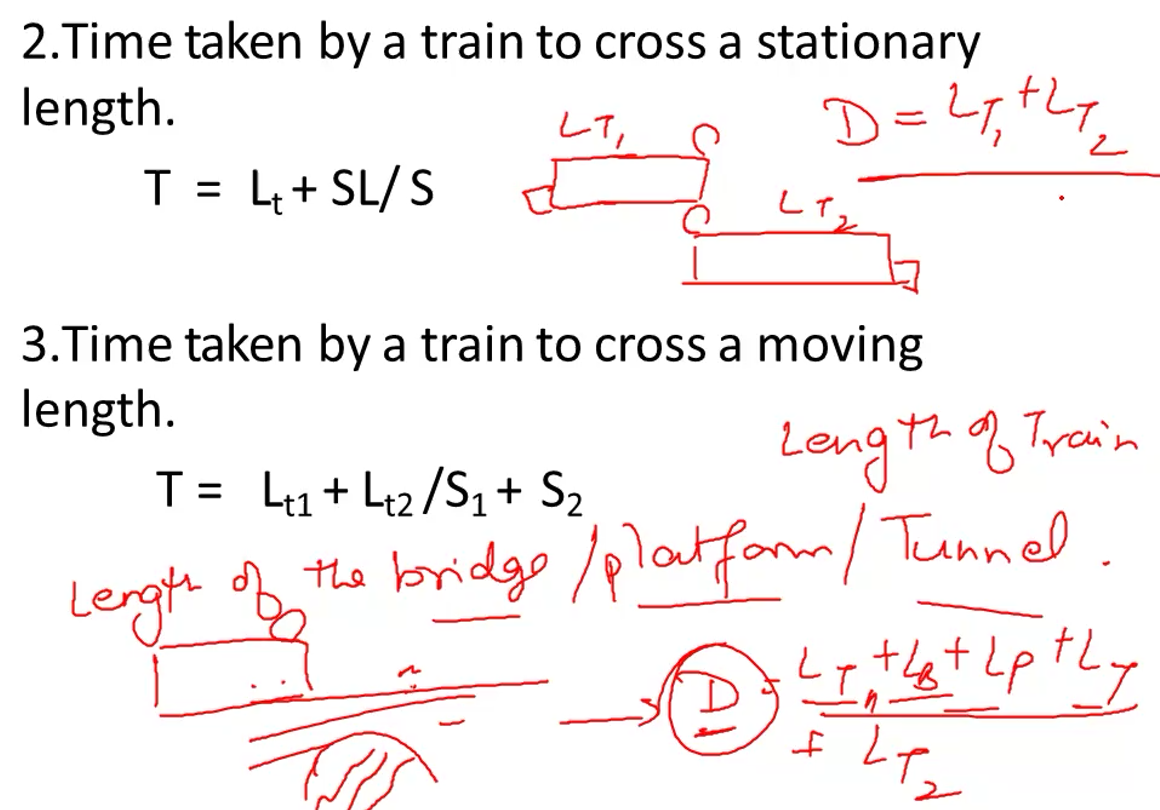 2.Time taken by a train to cross a stationary
length.
T = Lt + SL/ S
LT1
D = LT1 + LT2
LT2
3.Time taken by a train to cross a moving
length.
Length of Train
T = Lt1 + Lt2 /S1 + S2
Length of the bridge /platform/ Tunnel.
D = LTn + LB + LP + LT
+ LT2